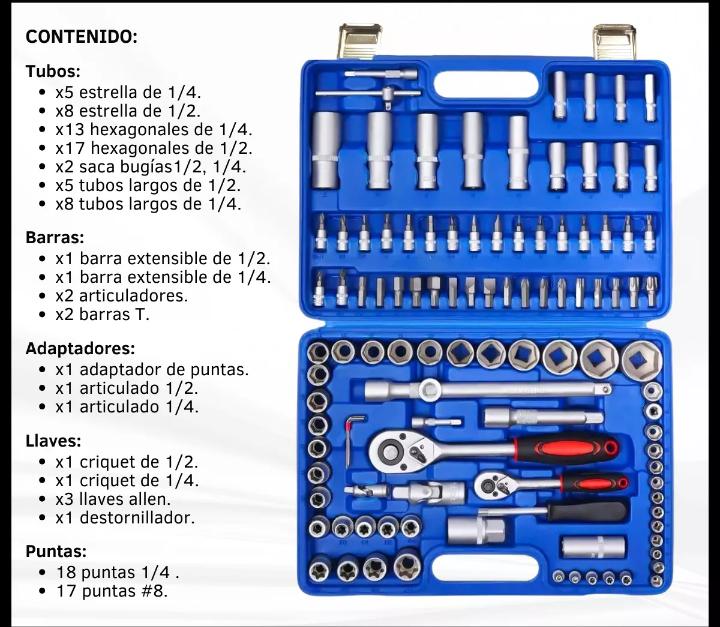 CONTENIDO:
Tubos:
• x5 estrella de 1/4.
• x8 estrella de 1/2.
• x13 hexagonales de 1/4.
• x17 hexagonales de 1/2.
• x2 saca bugías1/2, 1/4.
• x5 tubos largos de 1/2.
• x8 tubos largos de 1/4.
Barras:
• x1 barra extensible de 1/2.
• x1 barra extensible de 1/4.
• x2 articuladores.
• x2 barras T.
Adaptadores:
• x1 adaptador de puntas.
• x1 articulado 1/2.
• x1 articulado 1/4.
Llaves:
• x1 criquet de 1/2.
• x1 criquet de 1/4.
• x3 llaves allen.
• x1 destornillador.
Puntas:
• 18 puntas 1/4 .
• 17 puntas #8.